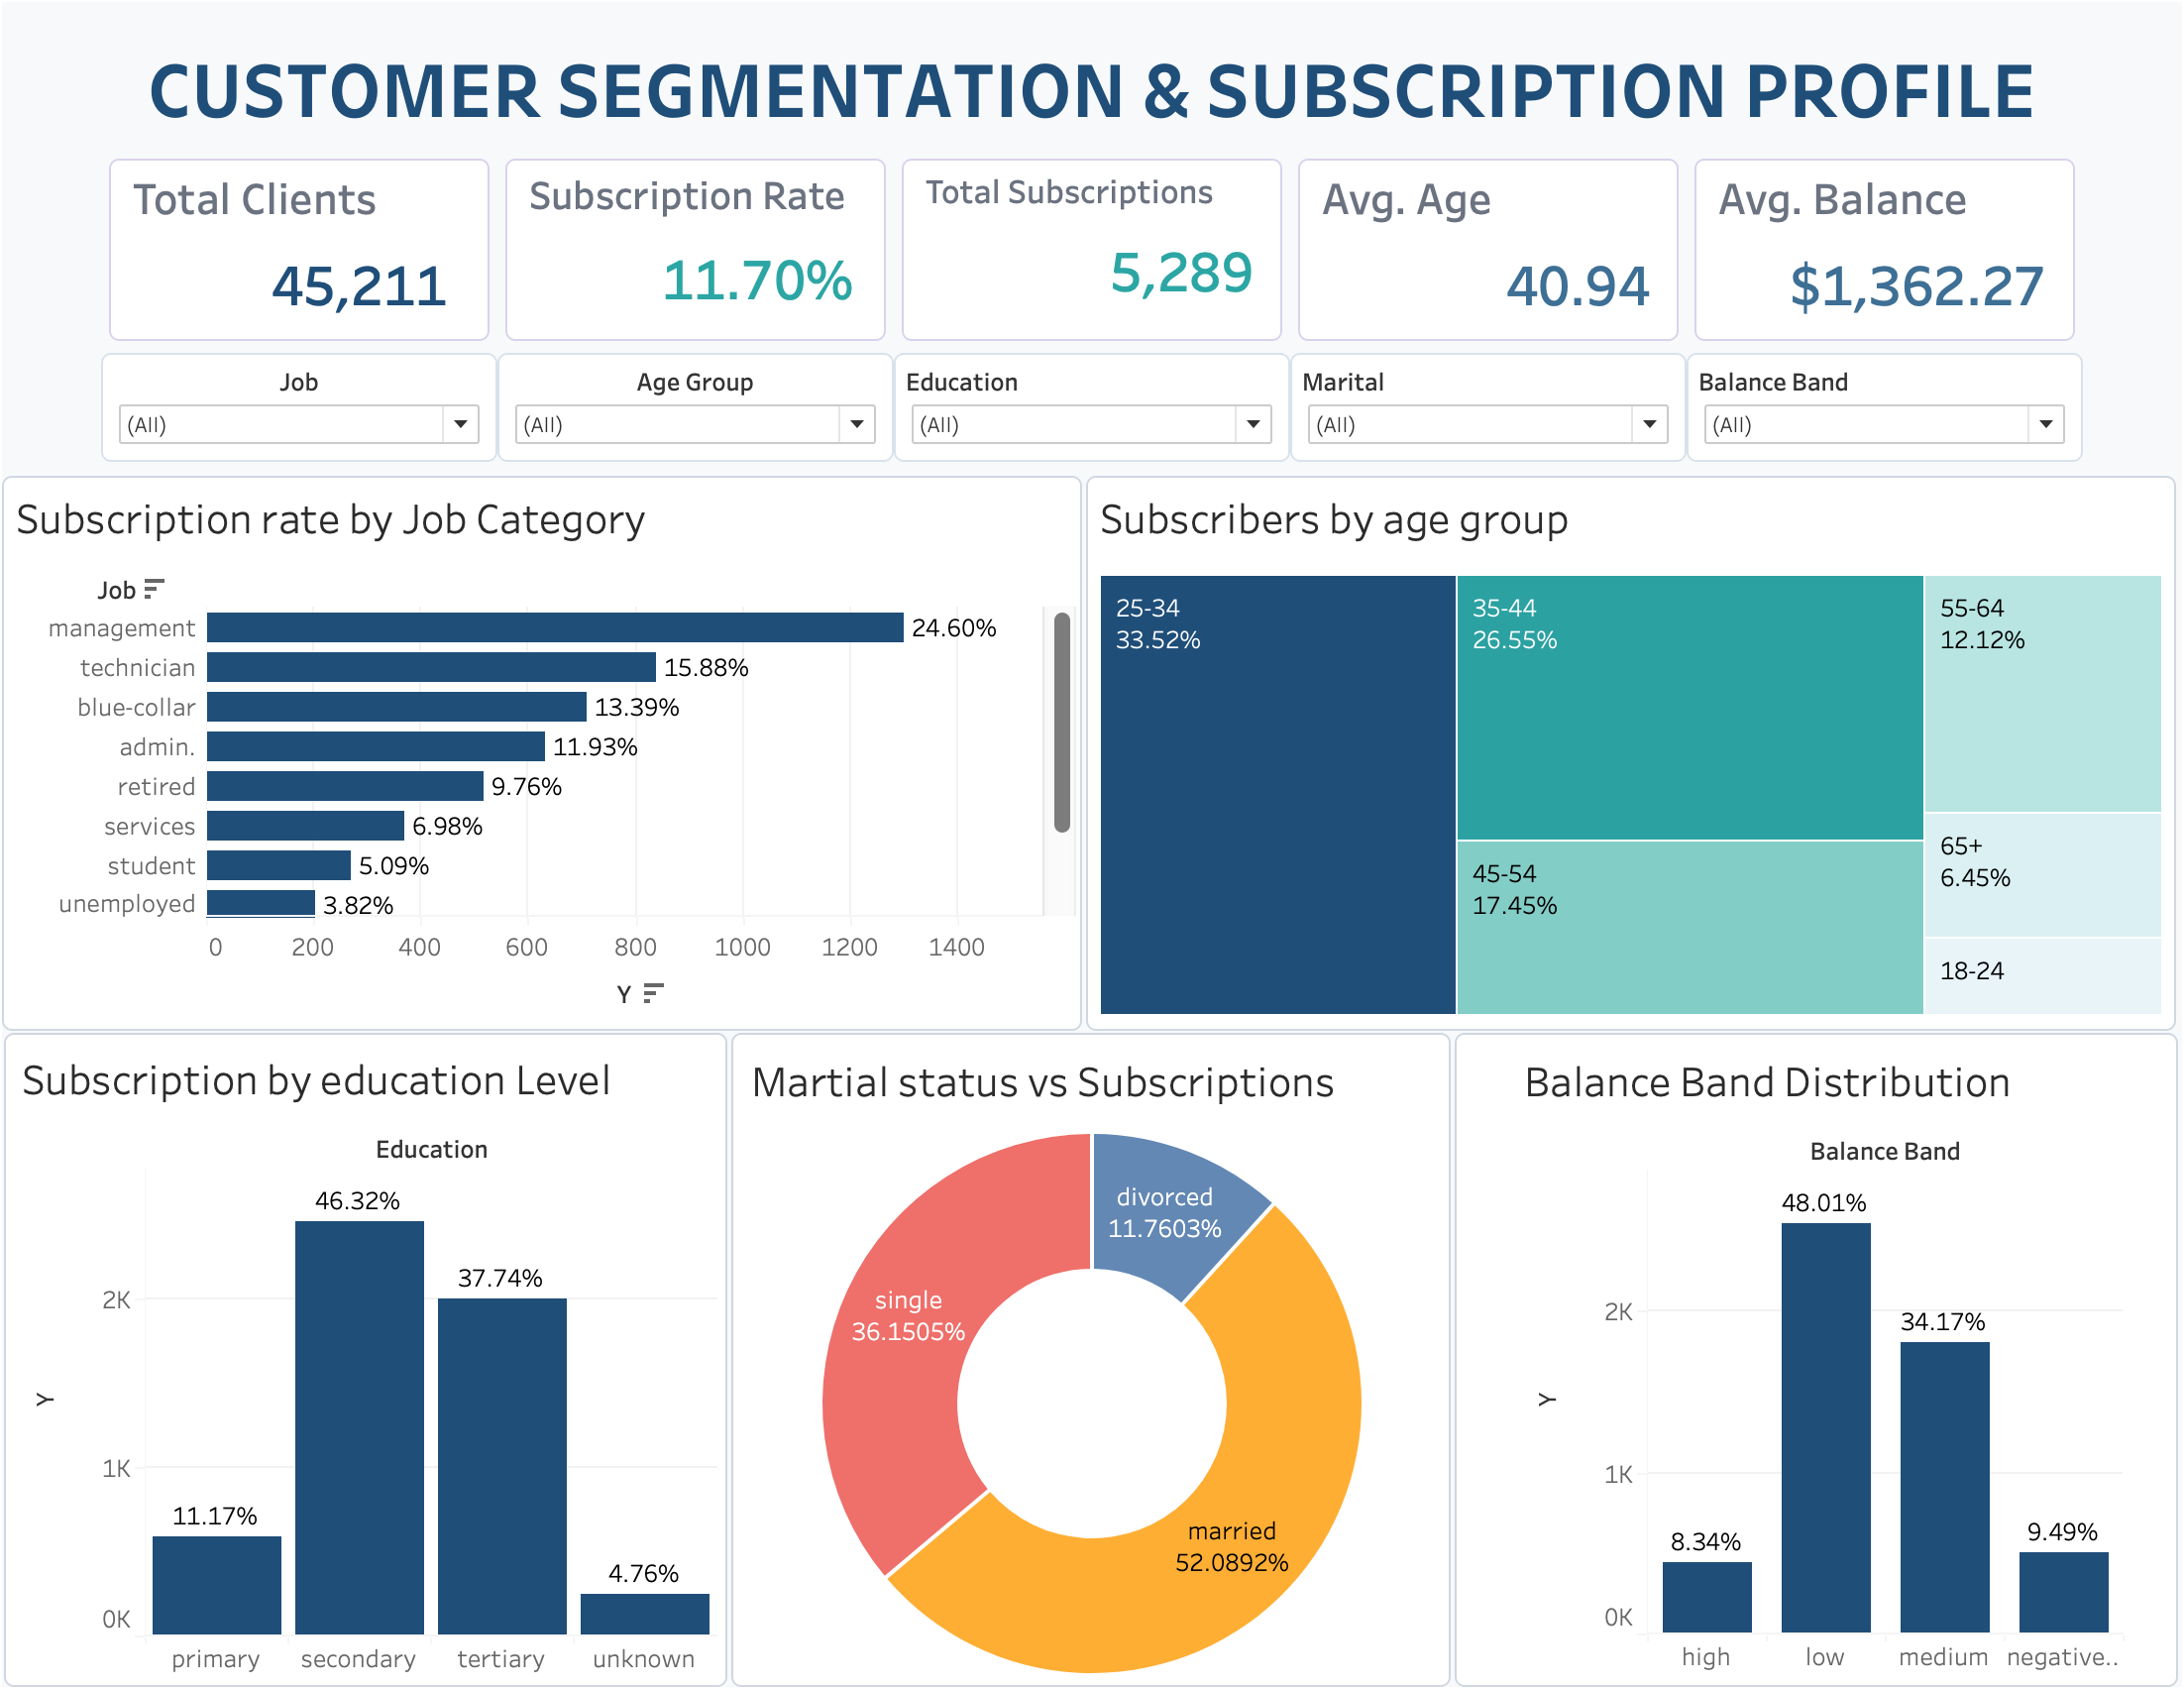 CUSTOMER SEGMENTATION & SUBSCRIPTION PROFILE
Total Clients
45,211
Subscription Rate
11.70%
Total Subscriptions
5,289
Avg. Age
40.94
Avg. Balance
$1,362.27
Job
(All)
Age Group
(All)
Education
(All)
Marital
(All)
Balance Band
(All)
Subscription rate by Job Category
Job
management 24.60%
technician 15.88%
blue-collar 13.39%
admin. 11.93%
retired 9.76%
services 6.98%
student 5.09%
unemployed 3.82%
0 200 400 600 800 1000 1200 1400
Y
Subscribers by age group
25-34
33.52%
35-44
26.55%
45-54
17.45%
55-64
12.12%
65+
6.45%
18-24
Subscription by education Level
Education
46.32%
37.74%
11.17%
4.76%
2K
1K
0K
Y
primary secondary tertiary unknown
Martial status vs Subscriptions
divorced
11.7603%
single
36.1505%
married
52.0892%
Balance Band Distribution
Balance Band
48.01%
34.17%
8.34%
9.49%
2K
1K
0K
Y
high low medium negative..